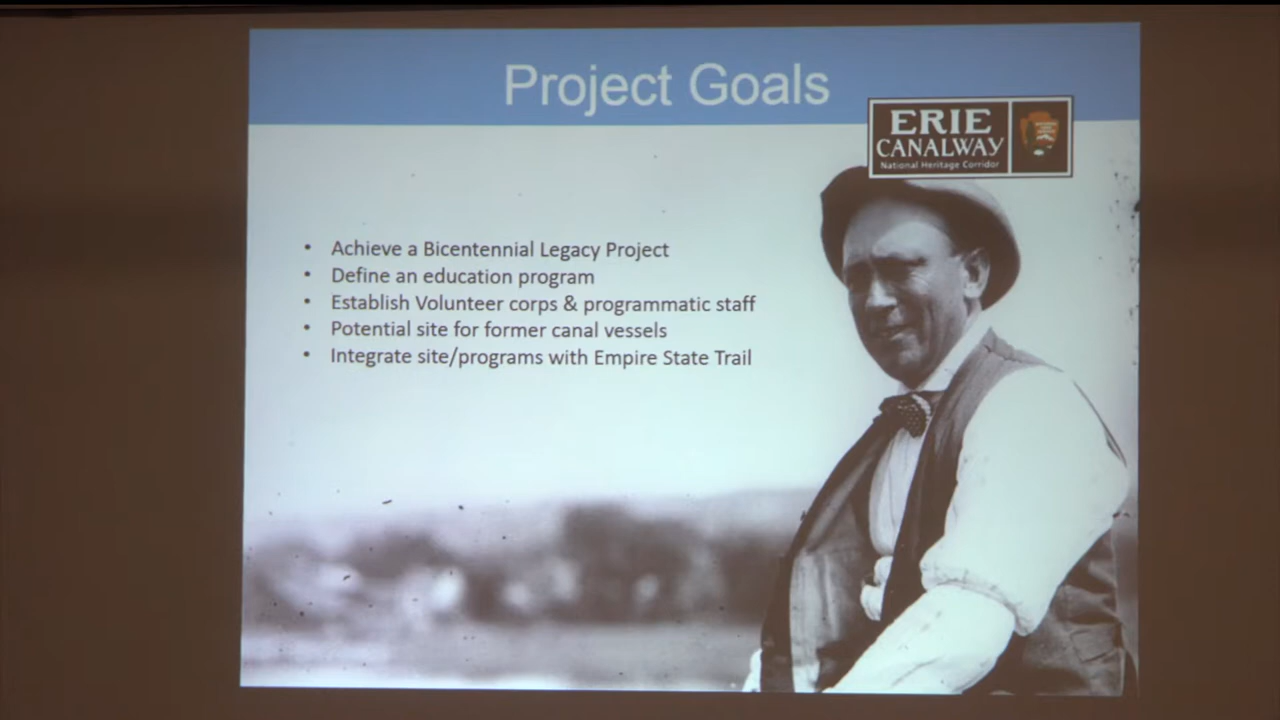 Project Goals
ERIE
CANALWAY
National Heritage Corridor
• Achieve a Bicentennial Legacy Project
• Define an education program
• Establish Volunteer corps & programmatic staff
• Potential site for former canal vessels
• Integrate site/programs with Empire State Trail